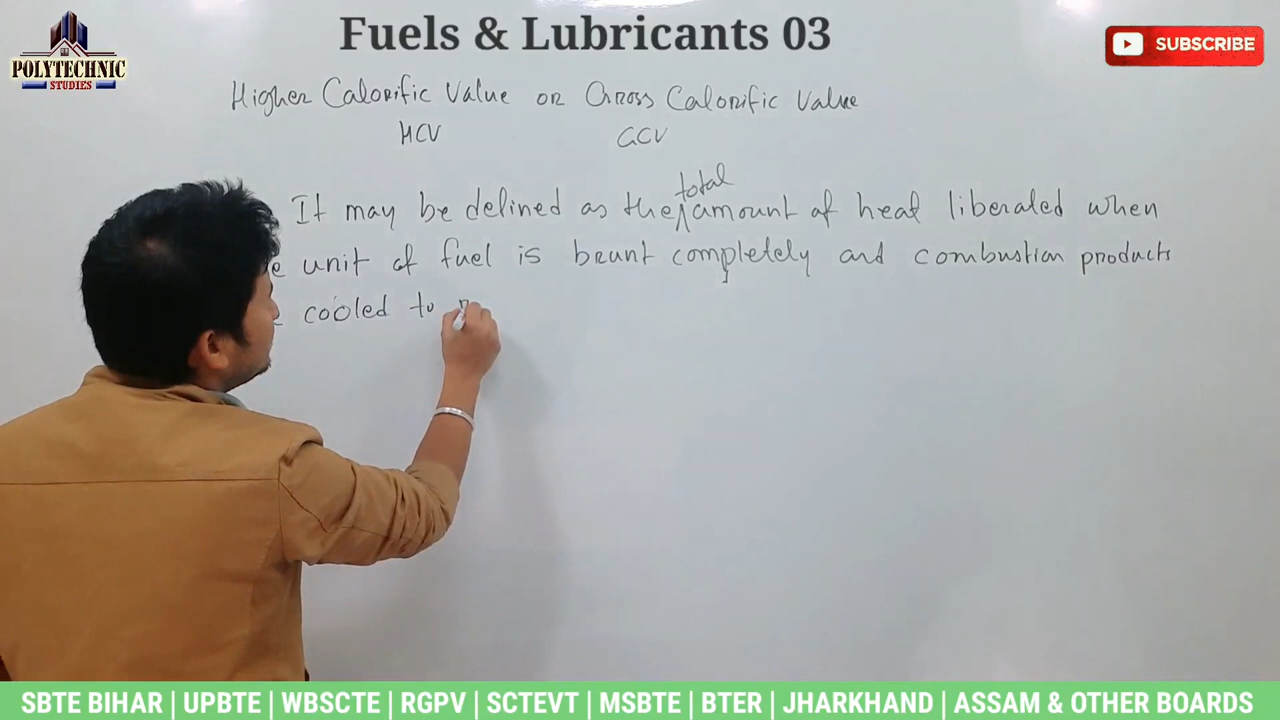 Fuels & Lubricants 03
POLYTECHNIC
STUDIES
SUBSCRIBE
Higher Calorific Value or Gross Calorific Value
HCV GCV
total
It may be defined as the amount of heat liberated when
unit of fuel is brunt completely and combustion products
cooled to
SBTE BIHAR | UPBTE | WBSCTE | RGPV | SCTEVT | MSBTE | BTER | JHARKHAND | ASSAM & OTHER BOARDS